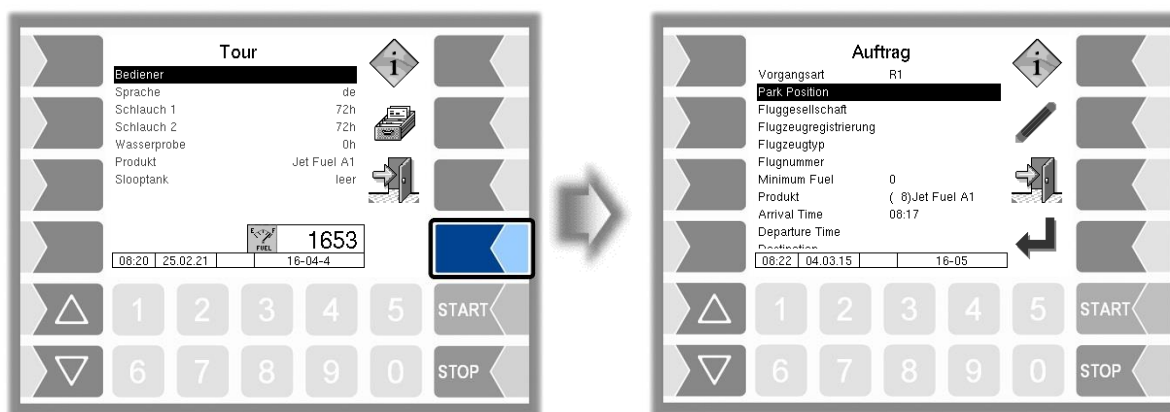 Tour
Bediener
Sprache de
Schlauch 1 72h
Schlauch 2 72h
Wasserprobe 0h
Produkt Jet Fuel A1
Slooptank leer
E F
FUEL
1653
08:20 25.02.21 16-04-4
1 2 3 4 5 START
6 7 8 9 0 STOP
i
Auftrag
Vorgangsart R1
Park Position
Fluggesellschaft
Flugzeugregistrierung
Flugzeugtyp
Flugnummer
Minimum Fuel 0
Produkt ( 8)Jet Fuel A1
Arrival Time 08:17
Departure Time
Destination
08:22 04.03.15 16-05
1 2 3 4 5 START
6 7 8 9 0 STOP
i